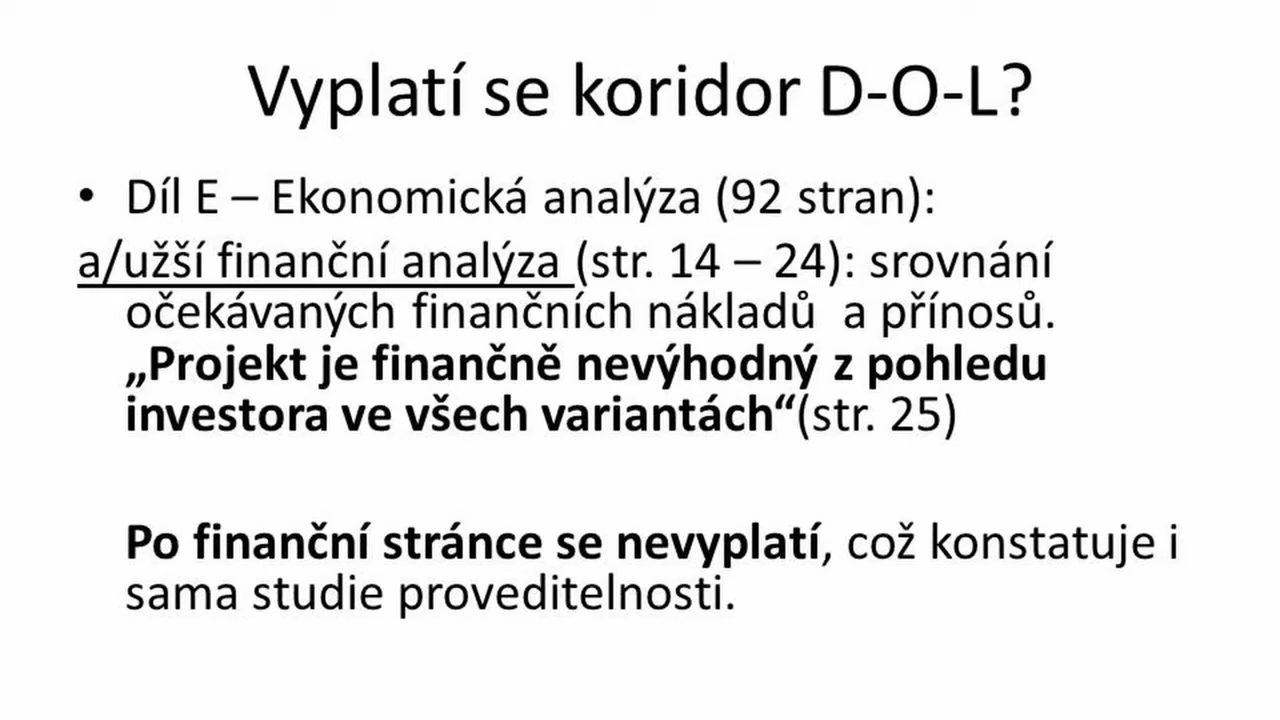 Vyplatí se koridor D-O-L?
• Díl E – Ekonomická analýza (92 stran):
a/užší finanční analýza (str. 14 – 24): srovnání
očekávaných finančních nákladů  a přínosů.
„Projekt je finančně nevýhodný z pohledu
investora ve všech variantách“(str. 25)
Po finanční stránce se nevyplatí, což konstatuje i
sama studie proveditelnosti.